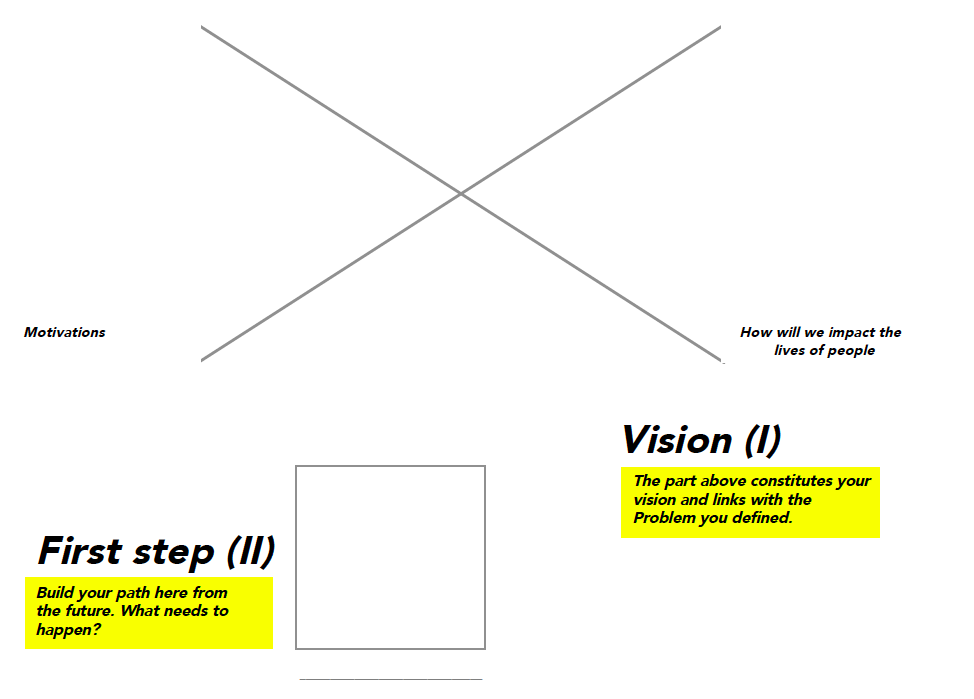 Motivations
How will we impact the
lives of people
Vision (I)
The part above constitutes your
vision and links with the
Problem you defined.
First step (II)
Build your path here from
the future. What needs to
happen?